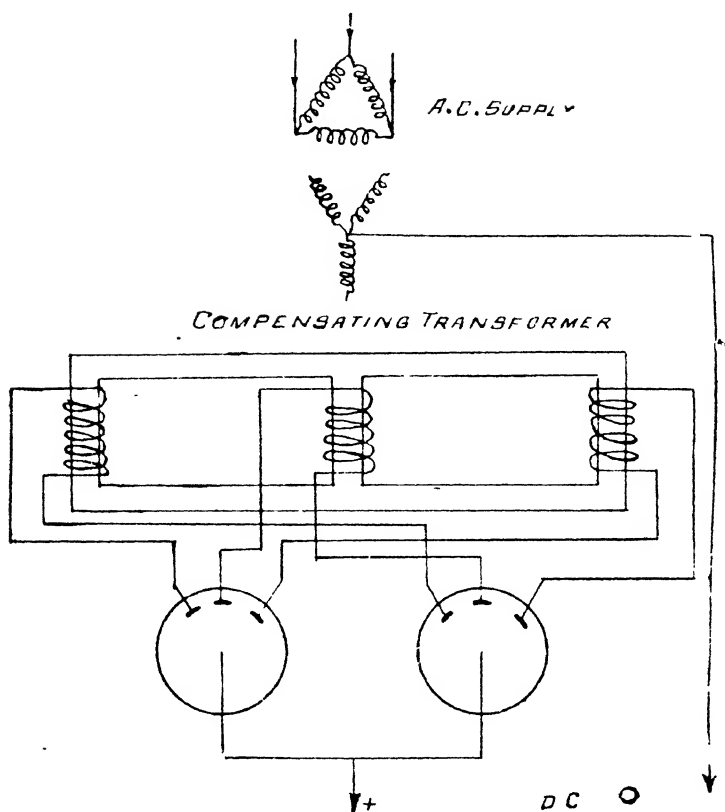 A.C. SUPPLY
COMPENSATING TRANSFORMER
+
DC O